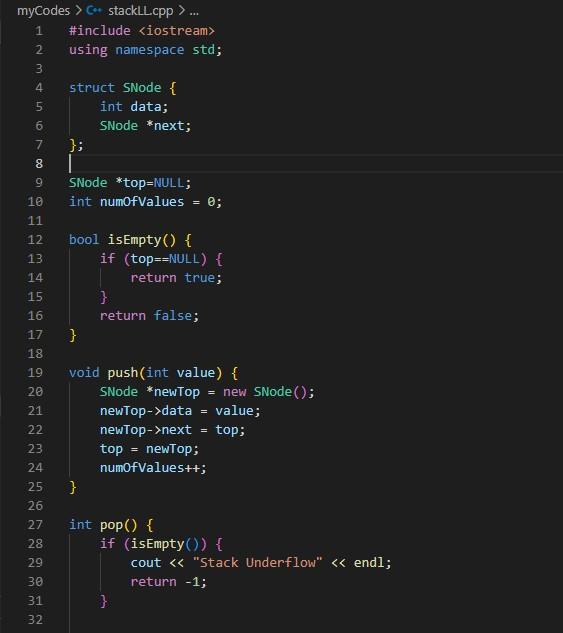 myCodes > C++ stackLL.cpp > ...
1 #include <iostream>
2 using namespace std;
3
4 struct SNode {
5     int data;
6     SNode *next;
7 };
8
9 SNode *top=NULL;
10 int numOfValues = 0;
11
12 bool isEmpty() {
13     if (top==NULL) {
14         return true;
15     }
16     return false;
17 }
18
19 void push(int value) {
20     SNode *newTop = new SNode();
21     newTop->data = value;
22     newTop->next = top;
23     top = newTop;
24     numOfValues++;
25 }
26
27 int pop() {
28     if (isEmpty()) {
29         cout << "Stack Underflow" << endl;
30         return -1;
31     }
32